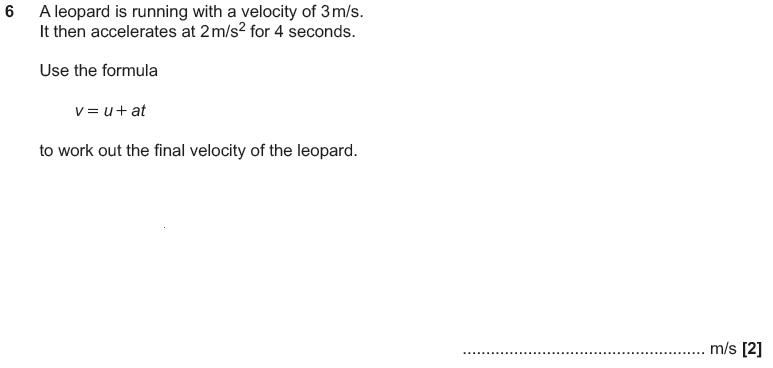 6 A leopard is running with a velocity of 3 m/s.
It then accelerates at 2 m/s² for 4 seconds.
Use the formula
v = u + at
to work out the final velocity of the leopard.
..................................................... m/s [2]